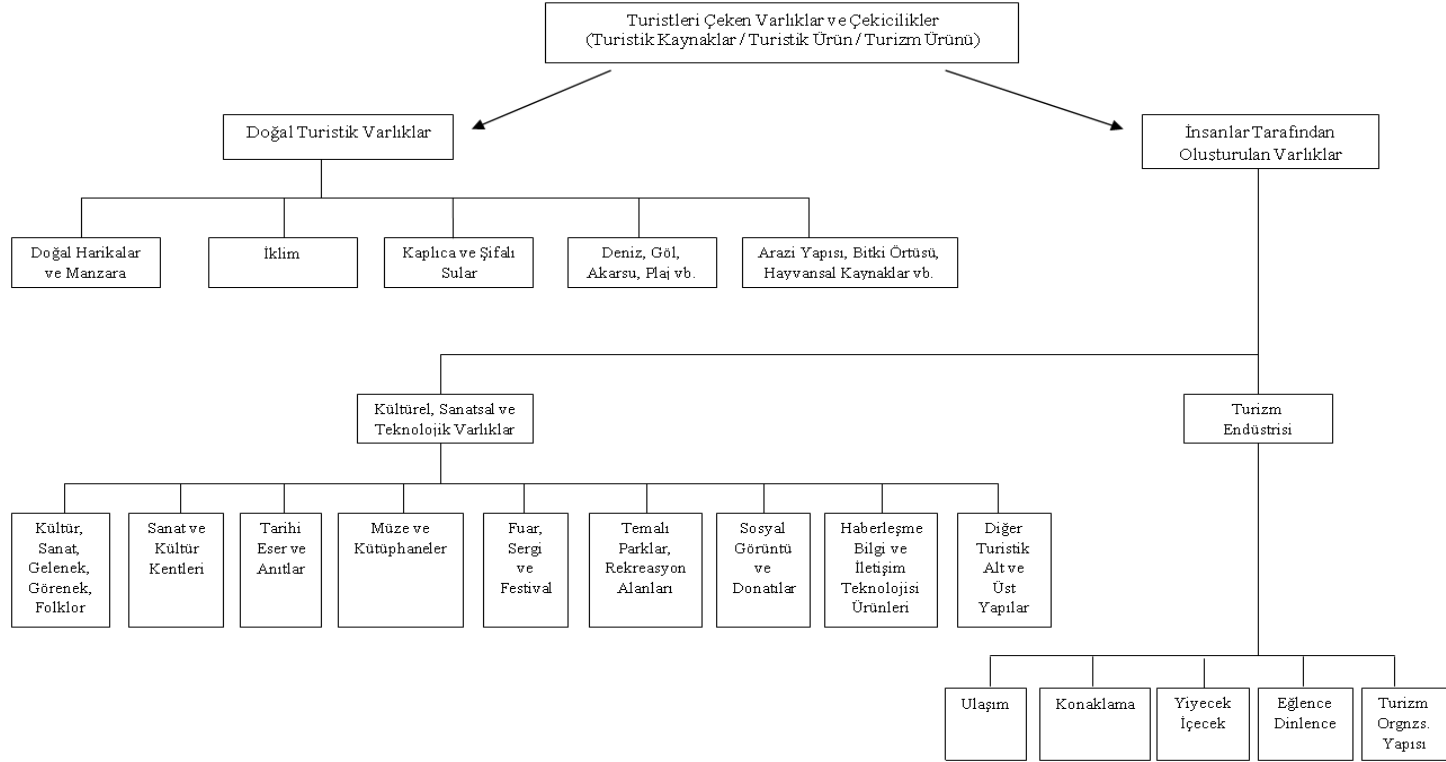 Turistleri Çeken Varlıklar ve Çekicilikler
(Turistik Kaynaklar / Turistik Ürün / Turizm Ürünü)
Doğal Turistik Varlıklar
İnsanlar Tarafından
Oluşturulan Varlıklar
Doğal Harikalar
ve Manzara
İklim
Kaplıca ve Şifalı
Sular
Deniz, Göl,
Akarsu, Plaj vb.
Arazi Yapısı, Bitki Örtüsü,
Hayvansal Kaynaklar vb.
Kültürel, Sanatsal ve
Teknolojik Varlıklar
Turizm
Endüstrisi
Kültür,
Sanat,
Gelenek,
Görenek,
Folklor
Sanat ve
Kültür
Kentleri
Tarihi
Eser ve
Anıtlar
Müze ve
Kütüphaneler
Fuar,
Sergi
ve
Festival
Temalı
Parklar,
Rekreasyon
Alanları
Sosyal
Görüntü
ve
Donatılar
Haberleşme
Bilgi ve
İletişim
Teknolojisi
Ürünleri
Diğer
Turistik
Alt ve
Üst
Yapılar
Ulaşım
Konaklama
Yiyecek
İçecek
Eğlence
Dinlence
Turizm
Orgnzs.
Yapısı